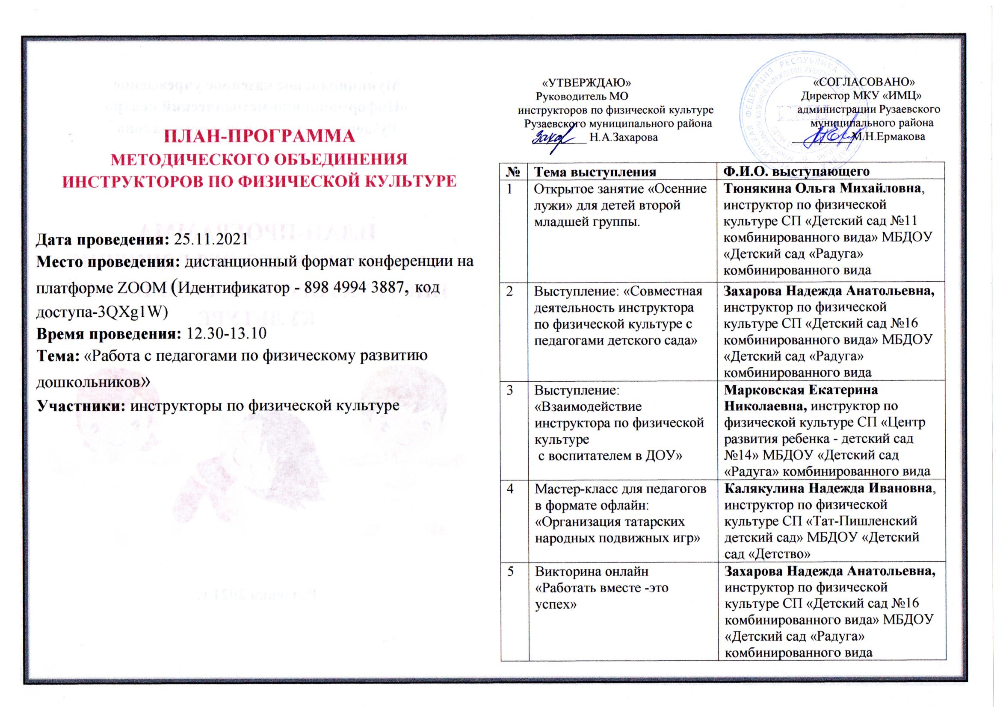 ПЛАН-ПРОГРАММА
МЕТОДИЧЕСКОГО ОБЪЕДИНЕНИЯ
ИНСТРУКТОРОВ ПО ФИЗИЧЕСКОЙ КУЛЬТУРЕ
Дата проведения: 25.11.2021
Место проведения: дистанционный формат конференции на
платформе ZOOM (Идентификатор - 898 4994 3887, код
доступа-3QXg1W)
Время проведения: 12.30-13.10
Тема: «Работа с педагогами по физическому развитию
дошкольников»
Участники: инструкторы по физической культуре
«УТВЕРЖДАЮ»
Руководитель МО
инструкторов по физической культуре
Рузаевского муниципального района
Н.А.Захарова
«СОГЛАСОВАНО»
Директор МКУ «ИМЦ»
администрации Рузаевского
муниципального района
М.Н.Ермакова
№ Тема выступления Ф.И.О. выступающего
1
Открытое занятие «Осенние
лужи» для детей второй
младшей группы.
Тюнякина Ольга Михайловна,
инструктор по физической
культуре СП «Детский сад №11
комбинированного вида» МБДОУ
«Детский сад «Радуга»
комбинированного вида
2
Выступление: «Совместная
деятельность инструктора
по физической культуре с
педагогами детского сада»
Захарова Надежда Анатольевна,
инструктор по физической
культуре СП «Детский сад №16
комбинированного вида» МБДОУ
«Детский сад «Радуга»
комбинированного вида
3
Выступление:
«Взаимодействие
инструктора по физической
культуре
с воспитателем в ДОУ»
Марковская Екатерина
Николаевна, инструктор по
физической культуре СП «Центр
развития ребенка - детский сад
№14» МБДОУ «Детский сад
«Радуга» комбинированного вида
4
Мастер-класс для педагогов
в формате офлайн:
«Организация татарских
народных подвижных игр»
Калякулина Надежда Ивановна,
инструктор по физической
культуре СП «Тат-Пишленский
детский сад» МБДОУ «Детский
сад «Детство»
5
Викторина онлайн
«Работать вместе -это
успех»
Захарова Надежда Анатольевна,
инструктор по физической
культуре СП «Детский сад №16
комбинированного вида» МБДОУ
«Детский сад «Радуга»
комбинированного вида